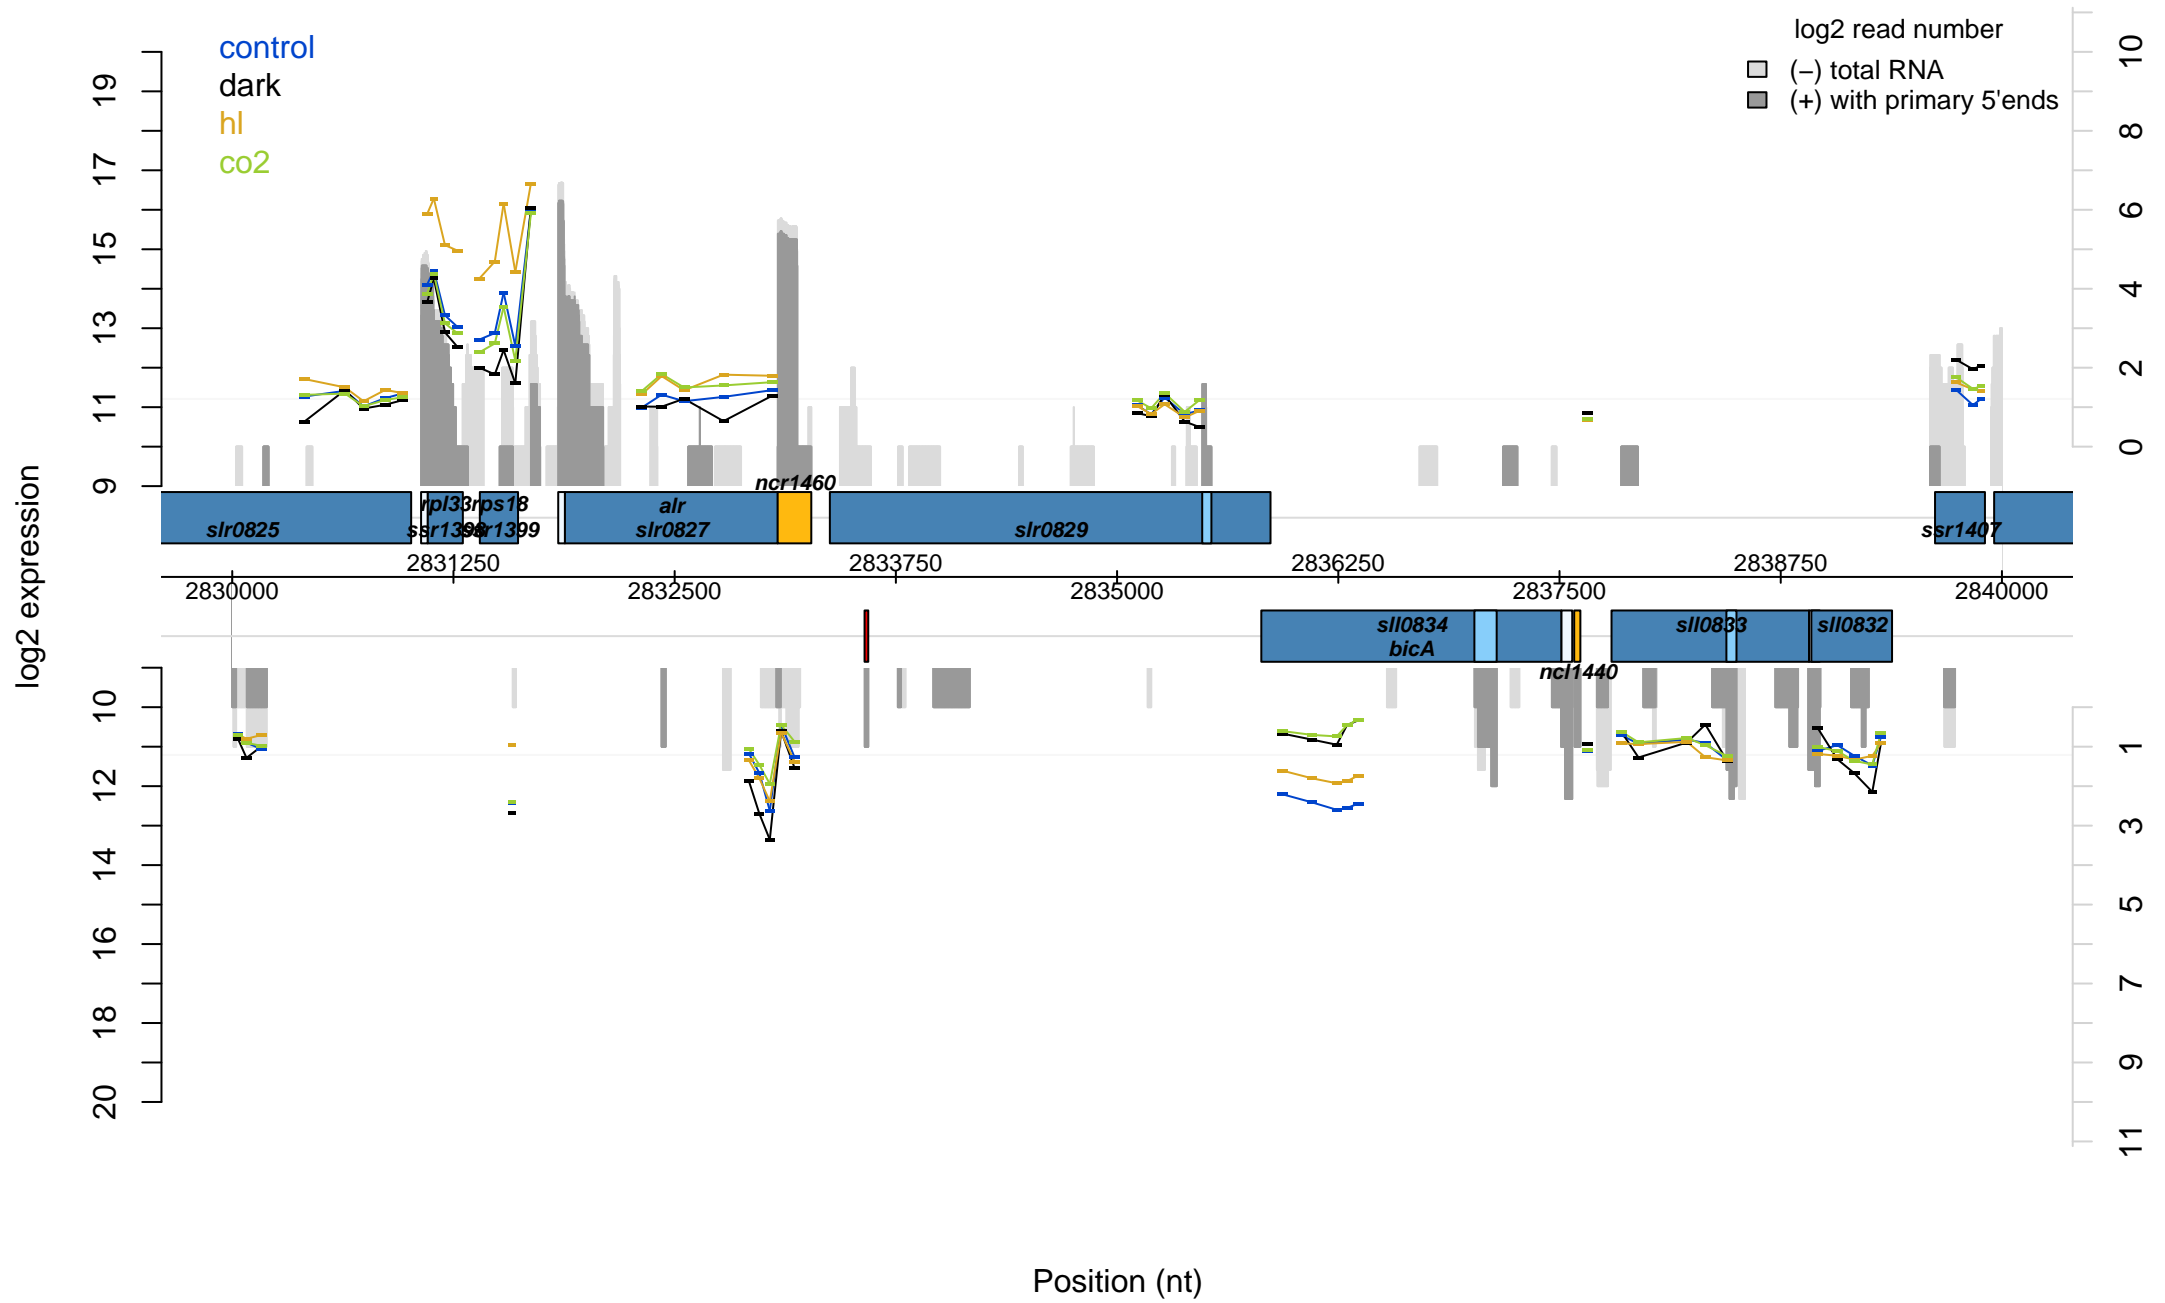 control
dark
hl
co2
log2 read number
(−) total RNA
(+) with primary 5'ends
19
17
15
13
11
9
10
8
6
4
2
0
log2 expression
ncr1460
rpl33
rps18
alr
slr0825
ssr1398
ssr1399
slr0827
slr0829
ssr1407
2831250
2833750
2836250
2838750
2830000
2832500
2835000
2837500
2840000
sll0834
bicA
sll0833
sll0832
ncl1440
10
12
14
16
18
20
1
3
5
7
9
11
Position (nt)